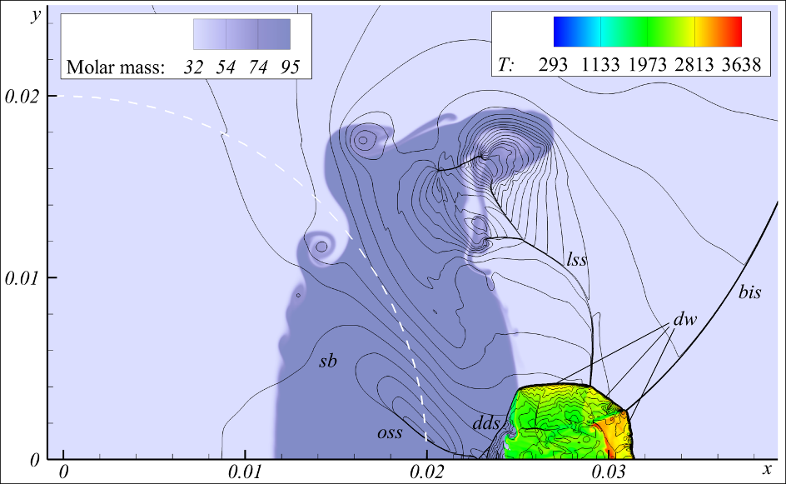 y
Molar mass: 32 54 74 95
T: 293 1133 1973 2813 3638
0.02
0.01
lss
bis
dw
sb
oss
dds
0
0 0.01 0.02 0.03 x